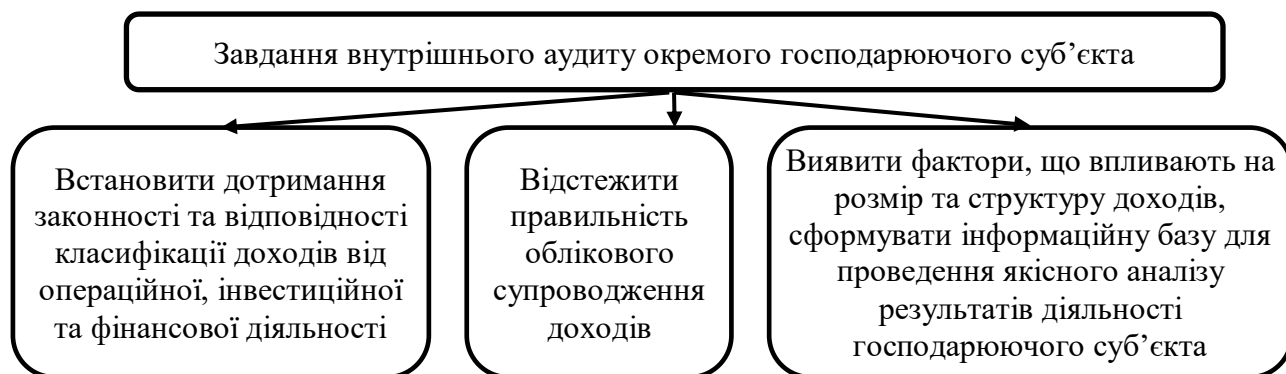 Завдання внутрішнього аудиту окремого господарюючого суб’єкта
Встановити дотримання
законності та відповідності
класифікації доходів від
операційної, інвестиційної
та фінансової діяльності
Відстежити
правильність
облікового
супроводження
доходів
Виявити фактори, що впливають на
розмір та структуру доходів,
сформувати інформаційну базу для
проведення якісного аналізу
результатів діяльності
господарюючого суб’єкта